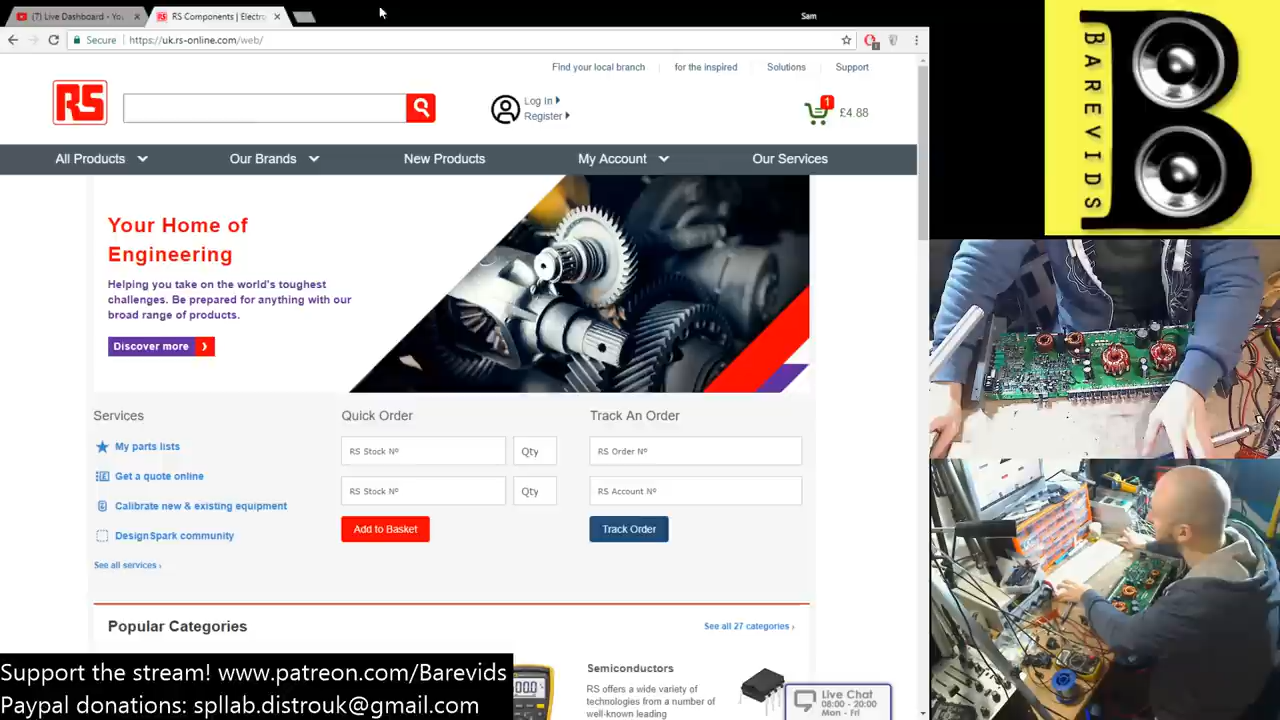 (7) Live Dashboard - You
RS Components | Electro
Sam
Secure
https://uk.rs-online.com/web/
1
Find your local branch
for the inspired
Solutions
Support
RS
Log In
Register
1
£4.88
All Products
Our Brands
New Products
My Account
Our Services
Your Home of
Engineering
Helping you take on the world's toughest
challenges. Be prepared for anything with our
broad range of products.
Discover more
Services
My parts lists
Get a quote online
Calibrate new & existing equipment
DesignSpark community
See all services ›
Quick Order
RS Stock Nº
Qty
RS Stock Nº
Qty
Add to Basket
Track An Order
RS Order Nº
RS Account Nº
Track Order
Popular Categories
See all 27 categories ›
Semiconductors
RS offers a wide variety of
technologies from a number of
well-known leading
Live Chat
08:00 - 20:00
Mon - Fri
Support the stream! www.patreon.com/Barevids
Paypal donations: spllab.distrouk@gmail.com
BAREVIDS